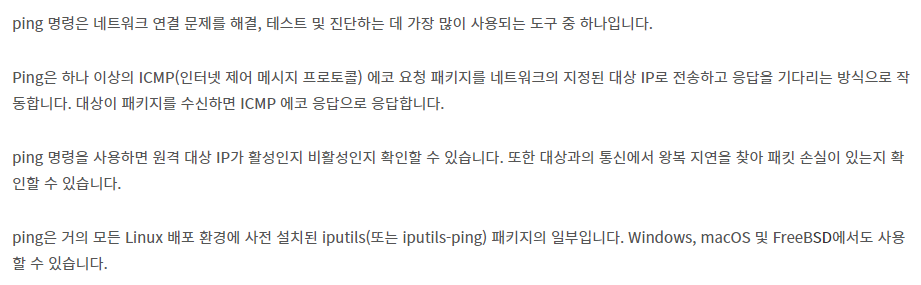 ping 명령은 네트워크 연결 문제를 해결, 테스트 및 진단하는 데 가장 많이 사용되는 도구 중 하나입니다.
Ping은 하나 이상의 ICMP(인터넷 제어 메시지 프로토콜) 에코 요청 패키지를 네트워크의 지정된 대상 IP로 전송하고 응답을 기다리는 방식으로 작
동합니다. 대상이 패키지를 수신하면 ICMP 에코 응답으로 응답합니다.
ping 명령을 사용하면 원격 대상 IP가 활성인지 비활성인지 확인할 수 있습니다. 또한 대상과의 통신에서 왕복 지연을 찾아 패킷 손실이 있는지 확
인할 수 있습니다.
ping은 거의 모든 Linux 배포 환경에 사전 설치된 iputils(또는 iputils-ping) 패키지의 일부입니다. Windows, macOS 및 FreeBSD에서도 사용
할 수 있습니다.